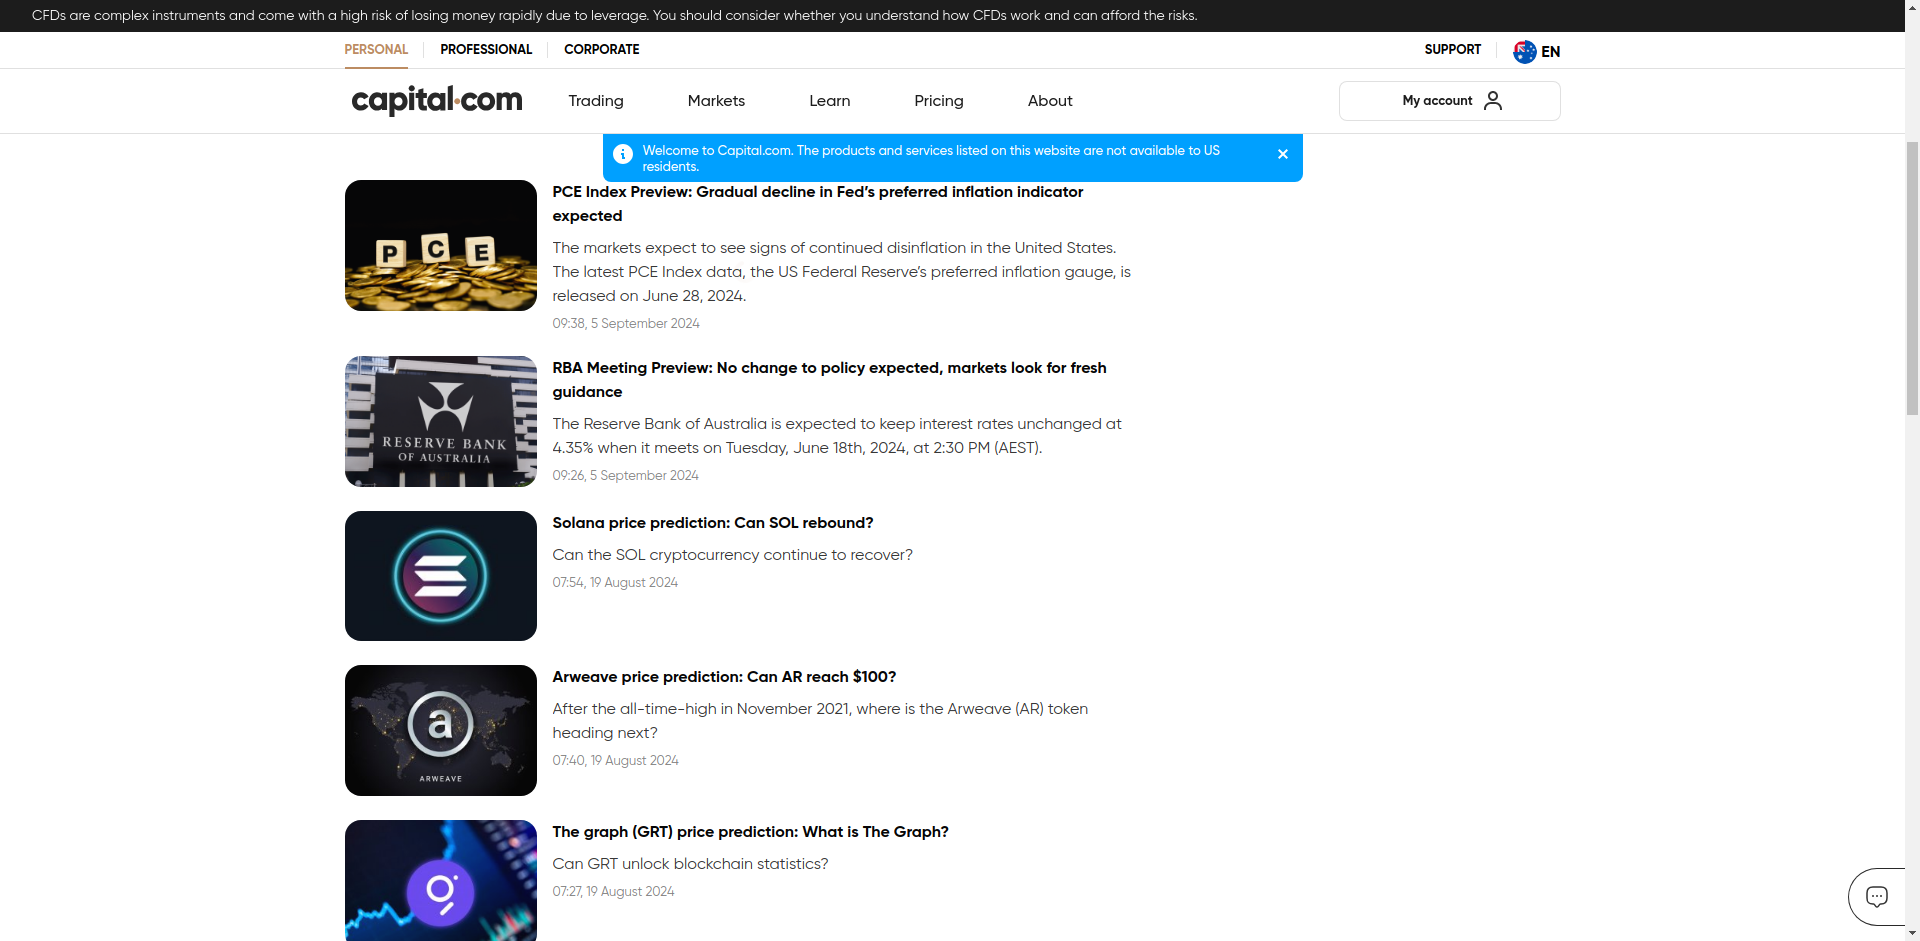 CFDs are complex instruments and come with a high risk of losing money rapidly due to leverage. You should consider whether you understand how CFDs work and can afford the risks.
PERSONAL
PROFESSIONAL
CORPORATE
SUPPORT
EN
capital.com
Trading
Markets
Learn
Pricing
About
My account
Welcome to Capital.com. The products and services listed on this website are not available to US
residents.
PCE
PCE Index Preview: Gradual decline in Fed’s preferred inflation indicator
expected
The markets expect to see signs of continued disinflation in the United States.
The latest PCE Index data, the US Federal Reserve’s preferred inflation gauge, is
released on June 28, 2024.
09:38, 5 September 2024
RESERVE BANK
OF AUSTRALIA
RBA Meeting Preview: No change to policy expected, markets look for fresh
guidance
The Reserve Bank of Australia is expected to keep interest rates unchanged at
4.35% when it meets on Tuesday, June 18th, 2024, at 2:30 PM (AEST).
09:26, 5 September 2024
Solana price prediction: Can SOL rebound?
Can the SOL cryptocurrency continue to recover?
07:54, 19 August 2024
a
ARWEAVE
Arweave price prediction: Can AR reach $100?
After the all-time-high in November 2021, where is the Arweave (AR) token
heading next?
07:40, 19 August 2024
The graph (GRT) price prediction: What is The Graph?
Can GRT unlock blockchain statistics?
07:27, 19 August 2024